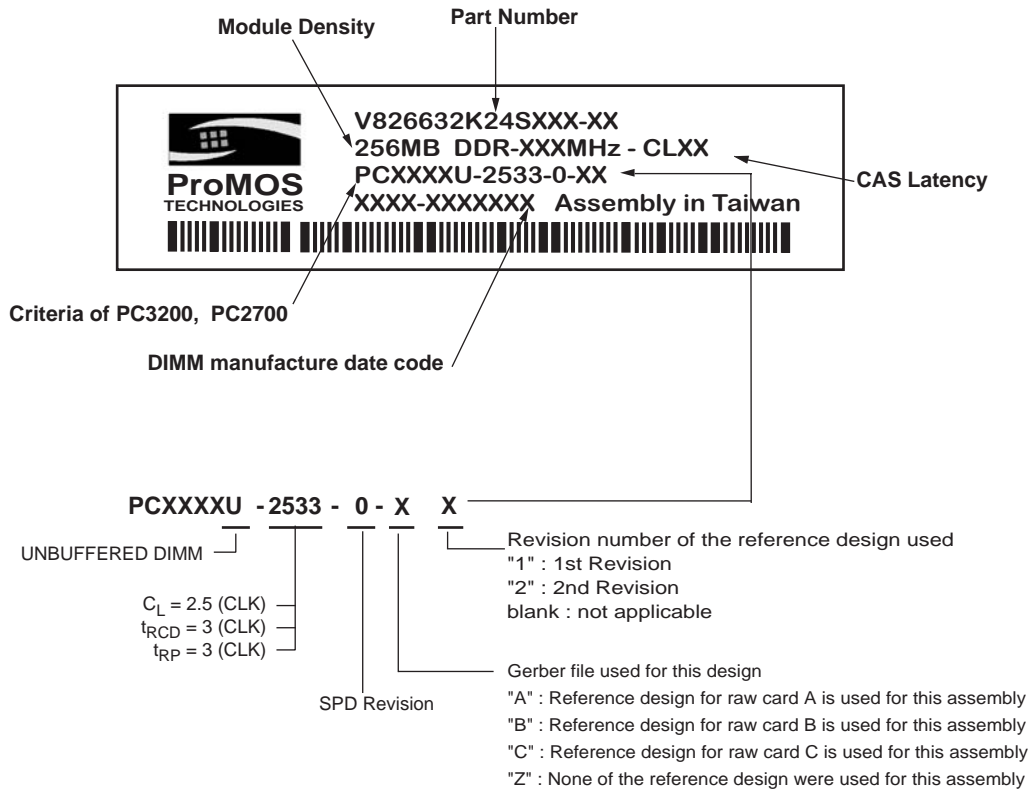 Module Density
Part Number
V826632K24SXXX-XX
256MB DDR-XXXMHz - CLXX
PCXXXXU-2533-0-XX
XXXX-XXXXXXX Assembly in Taiwan
ProMOS
TECHNOLOGIES
CAS Latency
Criteria of PC3200, PC2700
DIMM manufacture date code
PCXXXXU - 2533 - 0 - X X
UNBUFFERED DIMM
CL = 2.5 (CLK)
tRCD = 3 (CLK)
tRP = 3 (CLK)
SPD Revision
Revision number of the reference design used
"1" : 1st Revision
"2" : 2nd Revision
blank : not applicable
Gerber file used for this design
"A" : Reference design for raw card A is used for this assembly
"B" : Reference design for raw card B is used for this assembly
"C" : Reference design for raw card C is used for this assembly
"Z" : None of the reference design were used for this assembly